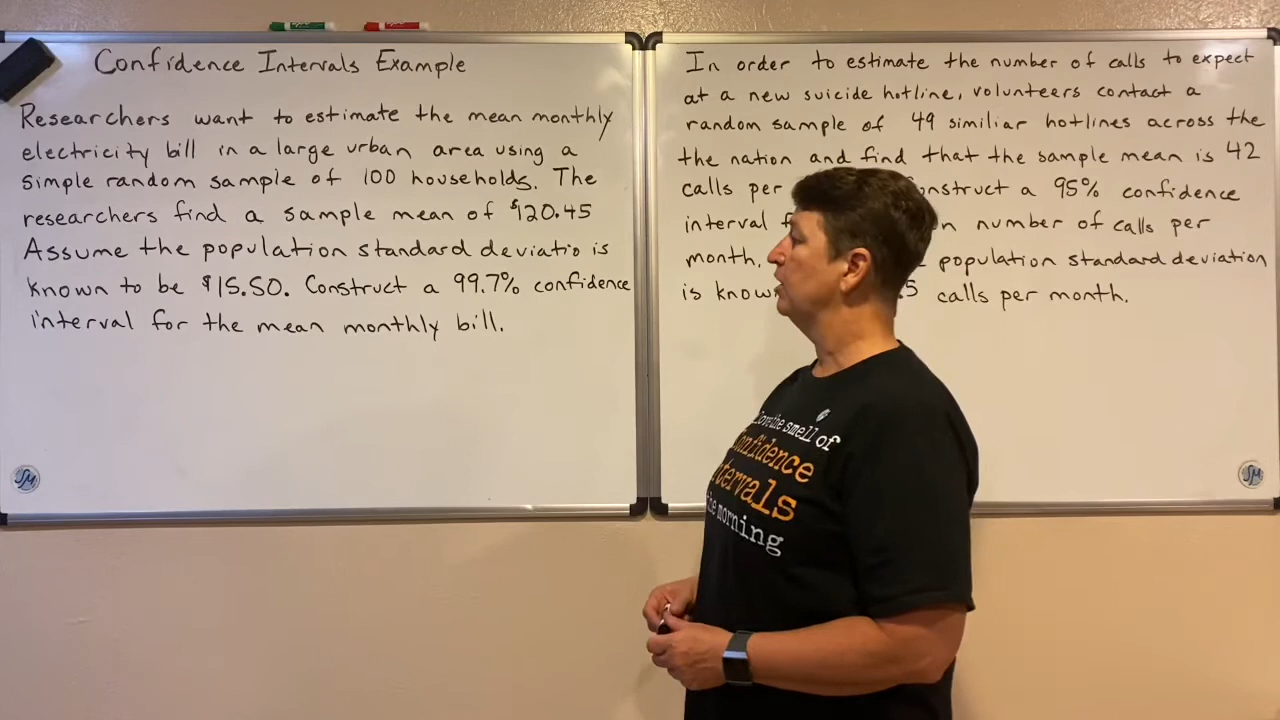 Confidence Intervals Example
Researchers want to estimate the mean monthly
electricity bill in a large urban area using a
simple random sample of 100 households. The
researchers find a sample mean of $120.45
Assume the population standard deviatio is
known to be $15.50. Construct a 99.7% confidence
interval for the mean monthly bill.
SM
In order to estimate the number of calls to expect
at a new suicide hotline, volunteers contact a
random sample of 49 similiar hotlines across the
the nation and find that the sample mean is 42
calls per onstruct a 95% confidence
interval number of calls per
month. population standard deviation
is know .5 calls per month.
SM
love the smell of
Confidence
Intervals
the morning